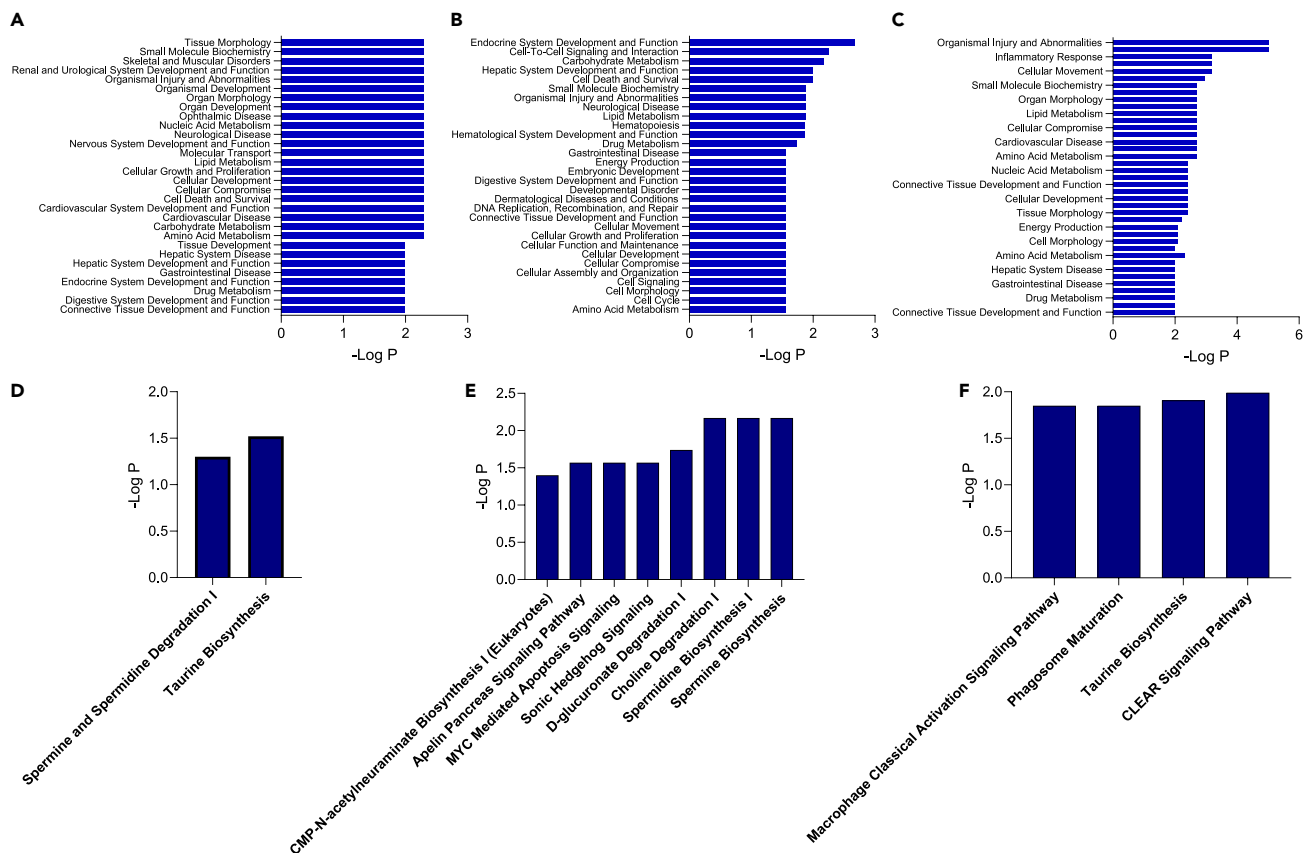 A
Tissue Morphology
Small Molecule Biochemistry
Skeletal and Muscular Disorders
Renal and Urological System Development and Function
Organismal Injury and Abnormalities
Organismal Development
Organ Morphology
Organ Development
Ophthalmic Disease
Nucleic Acid Metabolism
Neurological Disease
Nervous System Development and Function
Molecular Transport
Lipid Metabolism
Cellular Growth and Proliferation
Cellular Development
Cellular Compromise
Cell Death and Survival
Cardiovascular System Development and Function
Cardiovascular Disease
Carbohydrate Metabolism
Amino Acid Metabolism
Tissue Development
Hepatic System Disease
Hepatic System Development and Function
Gastrointestinal Disease
Endocrine System Development and Function
Drug Metabolism
Digestive System Development and Function
Connective Tissue Development and Function
0 1 2 3
-Log P
B
Endocrine System Development and Function
Cell-To-Cell Signaling and Interaction
Carbohydrate Metabolism
Hepatic System Development and Function
Cell Death and Survival
Small Molecule Biochemistry
Organismal Injury and Abnormalities
Neurological Disease
Lipid Metabolism
Hematopoiesis
Hematological System Development and Function
Drug Metabolism
Gastrointestinal Disease
Energy Production
Embryonic Development
Digestive System Development and Function
Developmental Disorder
Dermatological Diseases and Conditions
DNA Replication, Recombination, and Repair
Connective Tissue Development and Function
Cellular Movement
Cellular Growth and Proliferation
Cellular Function and Maintenance
Cellular Development
Cellular Compromise
Cellular Assembly and Organization
Cell Signaling
Cell Morphology
Cell Cycle
Amino Acid Metabolism
0 1 2 3
-Log P
C
Organismal Injury and Abnormalities
Inflammatory Response
Cellular Movement
Small Molecule Biochemistry
Organ Morphology
Lipid Metabolism
Cellular Compromise
Cardiovascular Disease
Amino Acid Metabolism
Nucleic Acid Metabolism
Connective Tissue Development and Function
Cellular Development
Tissue Morphology
Energy Production
Cell Morphology
Amino Acid Metabolism
Hepatic System Disease
Gastrointestinal Disease
Drug Metabolism
Connective Tissue Development and Function
0 2 4 6
-Log P
D
2.0
1.5
1.0
0.5
0.0
-Log P
Spermine and Spermidine Degradation I
Taurine Biosynthesis
E
2.5
2.0
1.5
1.0
0.5
0.0
-Log P
CMP-N-acetylneuraminate Biosynthesis I (Eukaryotes)
Apelin Pancreas Signaling Pathway
MYC Mediated Apoptosis Signaling
Sonic Hedgehog Signaling
D-glucuronate Degradation I
Choline Degradation I
Spermidine Biosynthesis I
Spermine Biosynthesis
F
2.0
1.5
1.0
0.5
0.0
-Log P
Macrophage Classical Activation Signaling Pathway
Phagosome Maturation
Taurine Biosynthesis
CLEAR Signaling Pathway